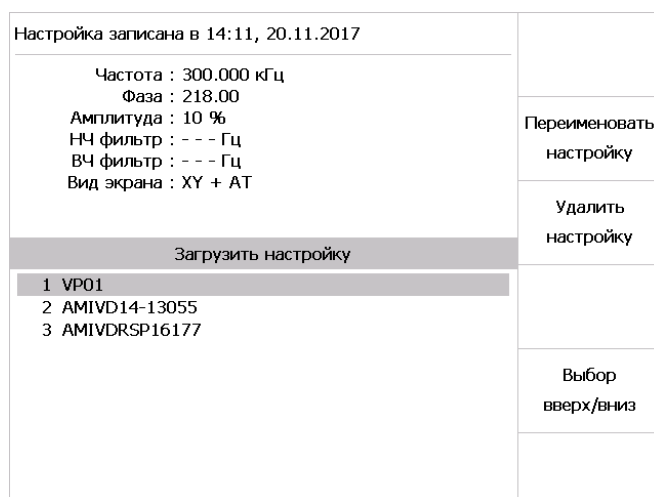 Настройка записана в 14:11, 20.11.2017
Частота : 300.000 кГц
Фаза : 218.00
Амплитуда : 10 %
НЧ фильтр : - - - Гц
ВЧ фильтр : - - - Гц
Вид экрана : XY + AT
Загрузить настройку
1 VP01
2 AMIVD14-13055
3 AMIVDRSP16177
Переименовать
настройку
Удалить
настройку
Выбор
вверх/вниз